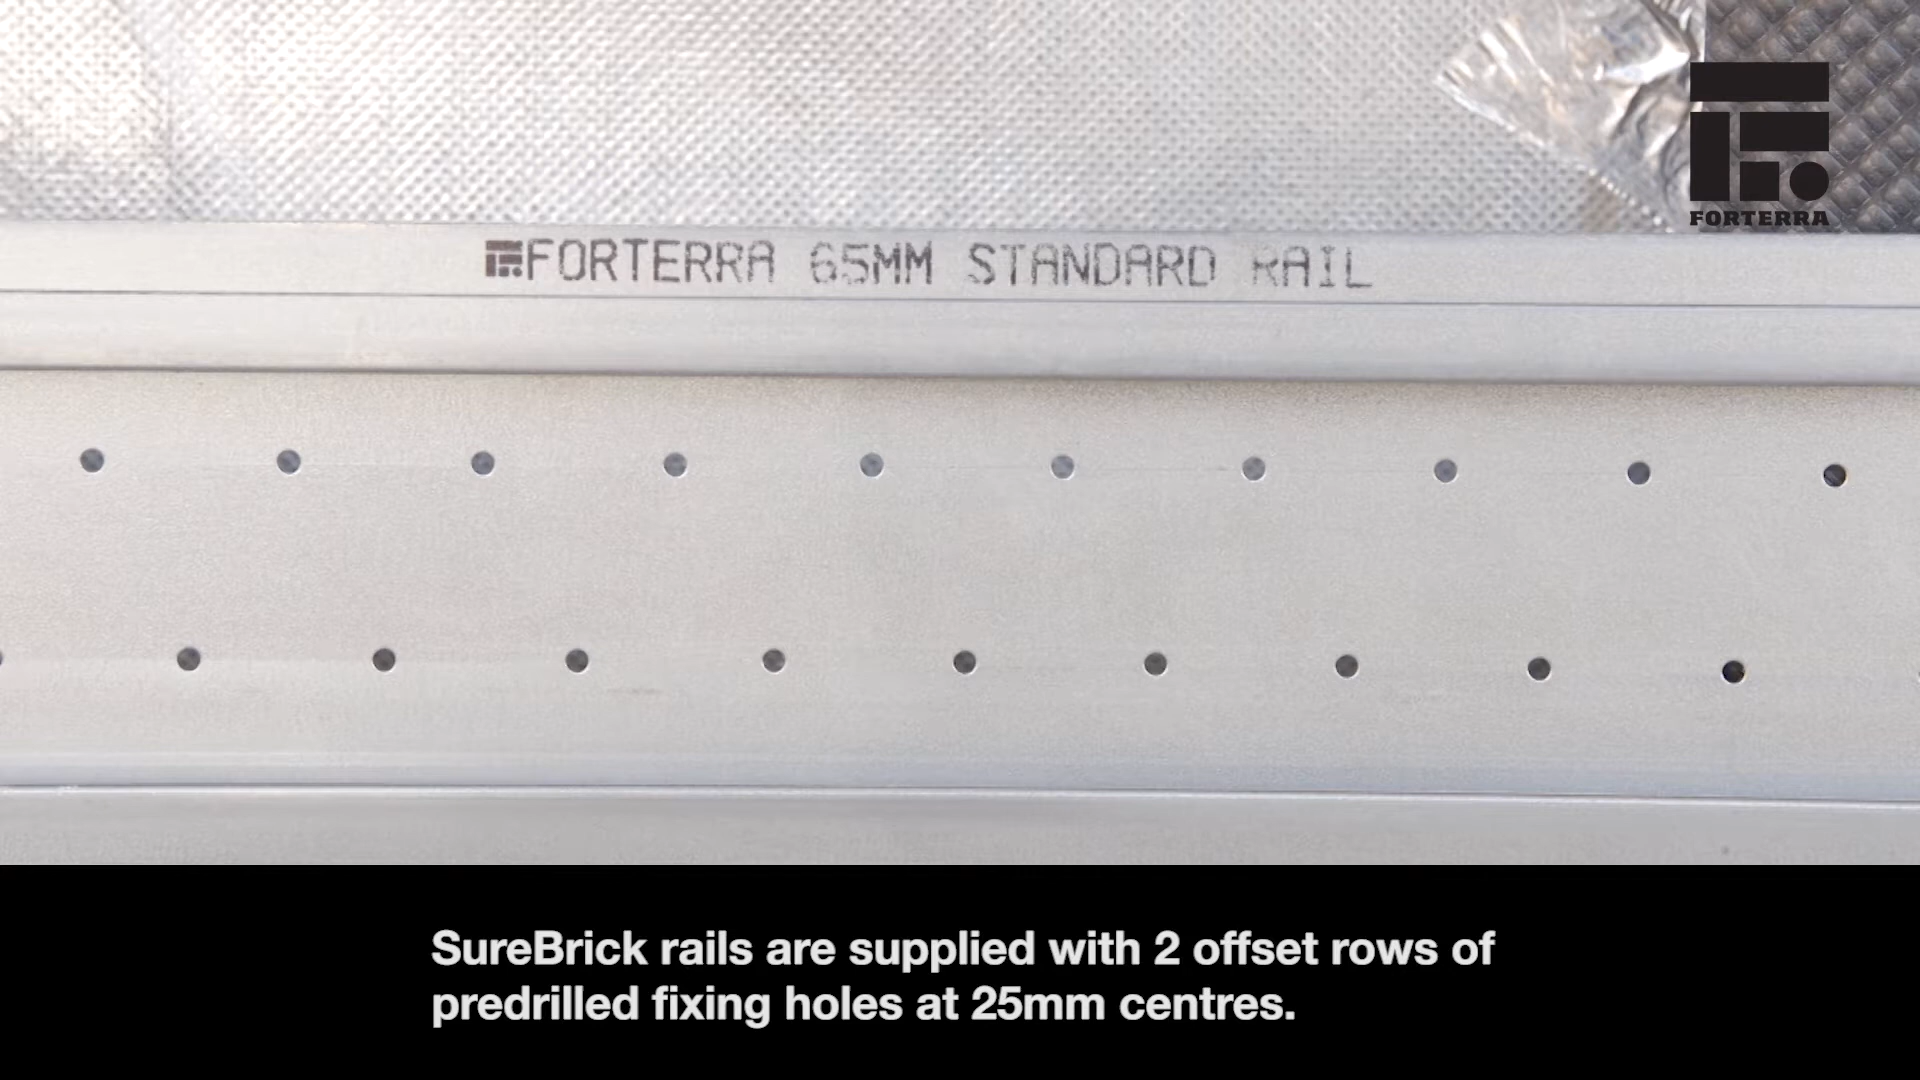 FORTERRA
FORTERRA 65MM STANDARD RAIL
SureBrick rails are supplied with 2 offset rows of
predrilled fixing holes at 25mm centres.